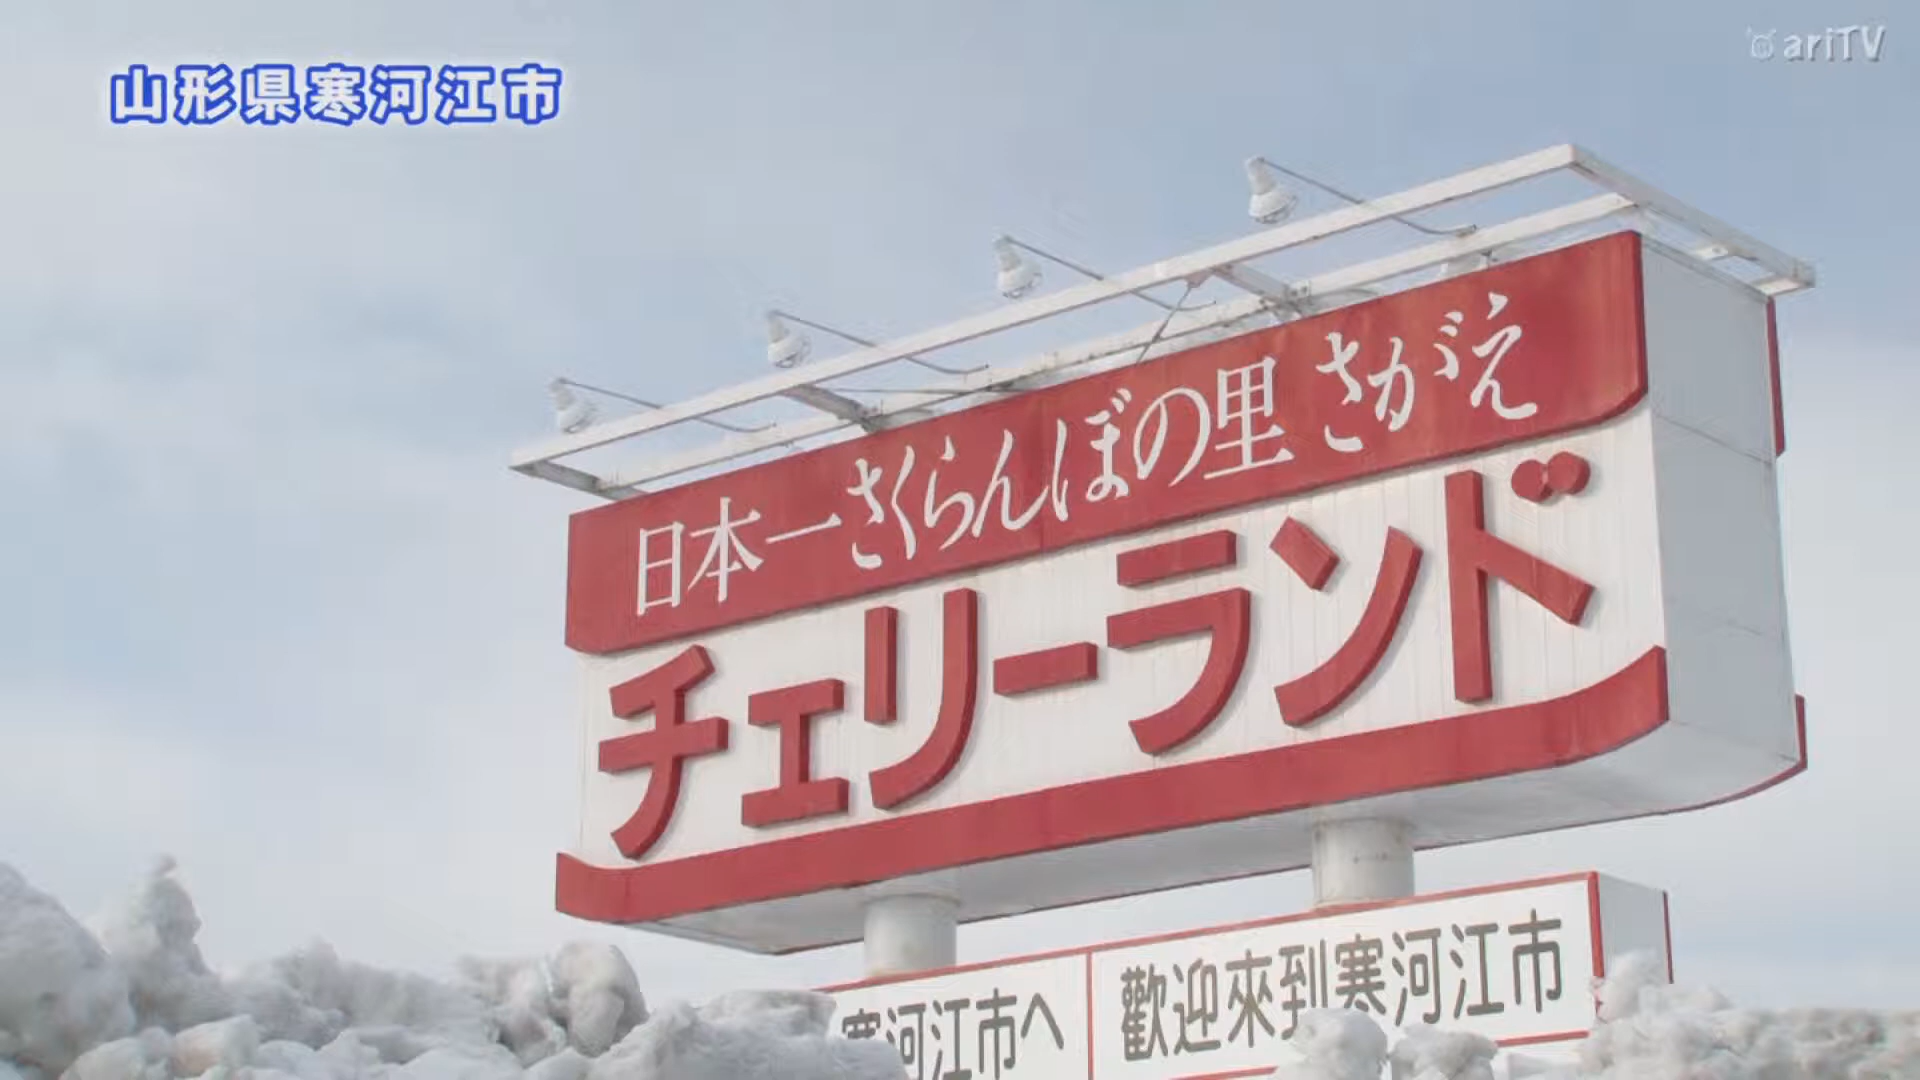 山形県寒河江市
ariTV
日本一さくらんぼの里 さがえ
チェリーランド
寒河江市へ
歡迎來到寒河江市